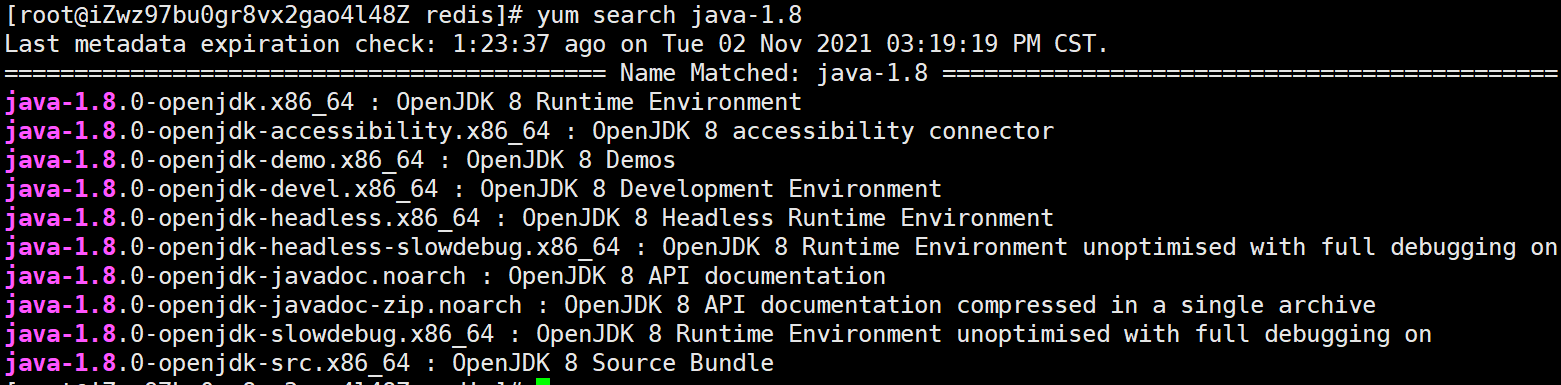 [root@iZwz97bu0gr8vx2gao4l48Z redis]# yum search java-1.8
Last metadata expiration check: 1:23:37 ago on Tue 02 Nov 2021 03:19:19 PM CST.
=========================================== Name Matched: java-1.8 ============================================
java-1.8.0-openjdk.x86_64 : OpenJDK 8 Runtime Environment
java-1.8.0-openjdk-accessibility.x86_64 : OpenJDK 8 accessibility connector
java-1.8.0-openjdk-demo.x86_64 : OpenJDK 8 Demos
java-1.8.0-openjdk-devel.x86_64 : OpenJDK 8 Development Environment
java-1.8.0-openjdk-headless.x86_64 : OpenJDK 8 Headless Runtime Environment
java-1.8.0-openjdk-headless-slowdebug.x86_64 : OpenJDK 8 Runtime Environment unoptimised with full debugging on
java-1.8.0-openjdk-javadoc.noarch : OpenJDK 8 API documentation
java-1.8.0-openjdk-javadoc-zip.noarch : OpenJDK 8 API documentation compressed in a single archive
java-1.8.0-openjdk-slowdebug.x86_64 : OpenJDK 8 Runtime Environment unoptimised with full debugging on
java-1.8.0-openjdk-src.x86_64 : OpenJDK 8 Source Bundle